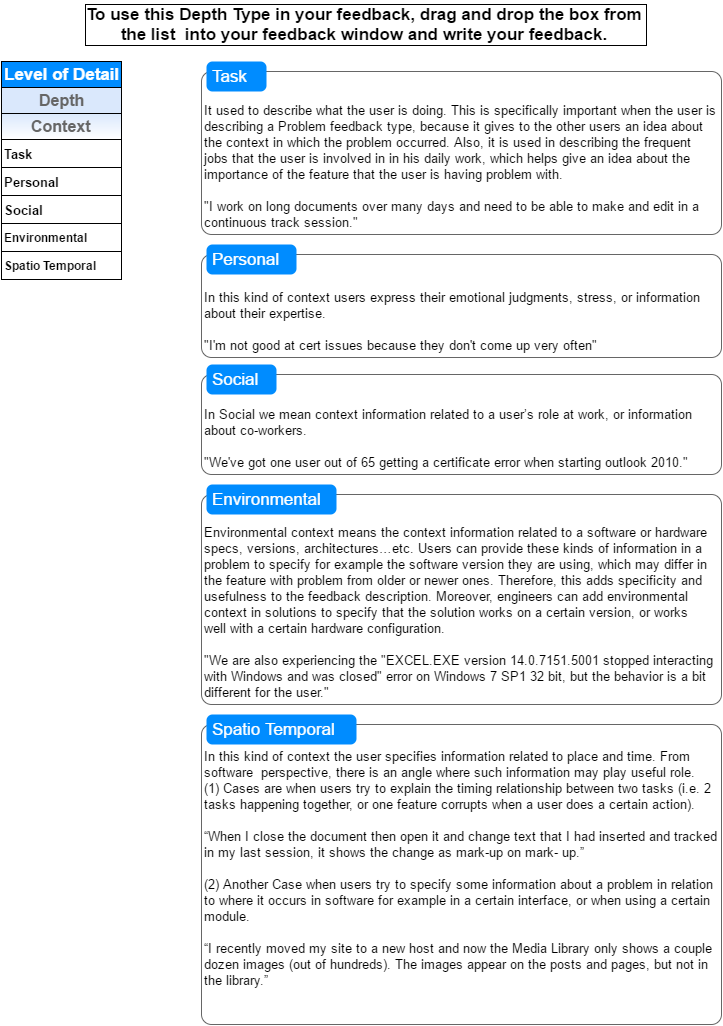 To use this Depth Type in your feedback, drag and drop the box from
the list into your feedback window and write your feedback.
Level of Detail
Depth
Context
Task
Personal
Social
Environmental
Spatio Temporal
Task
It used to describe what the user is doing. This is specifically important when the user is
describing a Problem feedback type, because it gives to the other users an idea about
the context in which the problem occurred. Also, it is used in describing the frequent
jobs that the user is involved in in his daily work, which helps give an idea about the
importance of the feature that the user is having problem with.
"I work on long documents over many days and need to be able to make and edit in a
continuous track session."
Personal
In this kind of context users express their emotional judgments, stress, or information
about their expertise.
"I'm not good at cert issues because they don't come up very often"
Social
In Social we mean context information related to a user's role at work, or information
about co-workers.
"We've got one user out of 65 getting a certificate error when starting outlook 2010."
Environmental
Environmental context means the context information related to a software or hardware
specs, versions, architectures…etc. Users can provide these kinds of information in a
problem to specify for example the software version they are using, which may differ in
the feature with problem from older or newer ones. Therefore, this adds specificity and
usefulness to the feedback description. Moreover, engineers can add environmental
context in solutions to specify that the solution works on a certain version, or works
well with a certain hardware configuration.
"We are also experiencing the "EXCEL.EXE version 14.0.7151.5001 stopped interacting
with Windows and was closed" error on Windows 7 SP1 32 bit, but the behavior is a bit
different for the user."
Spatio Temporal
In this kind of context the user specifies information related to place and time. From
software perspective, there is an angle where such information may play useful role.
(1) Cases are when users try to explain the timing relationship between two tasks (i.e. 2
tasks happening together, or one feature corrupts when a user does a certain action).
“When I close the document then open it and change text that I had inserted and tracked
in my last session, it shows the change as mark-up on mark- up.”
(2) Another Case when users try to specify some information about a problem in relation
to where it occurs in software for example in a certain interface, or when using a certain
module.
“I recently moved my site to a new host and now the Media Library only shows a couple
dozen images (out of hundreds). The images appear on the posts and pages, but not in
the library.”